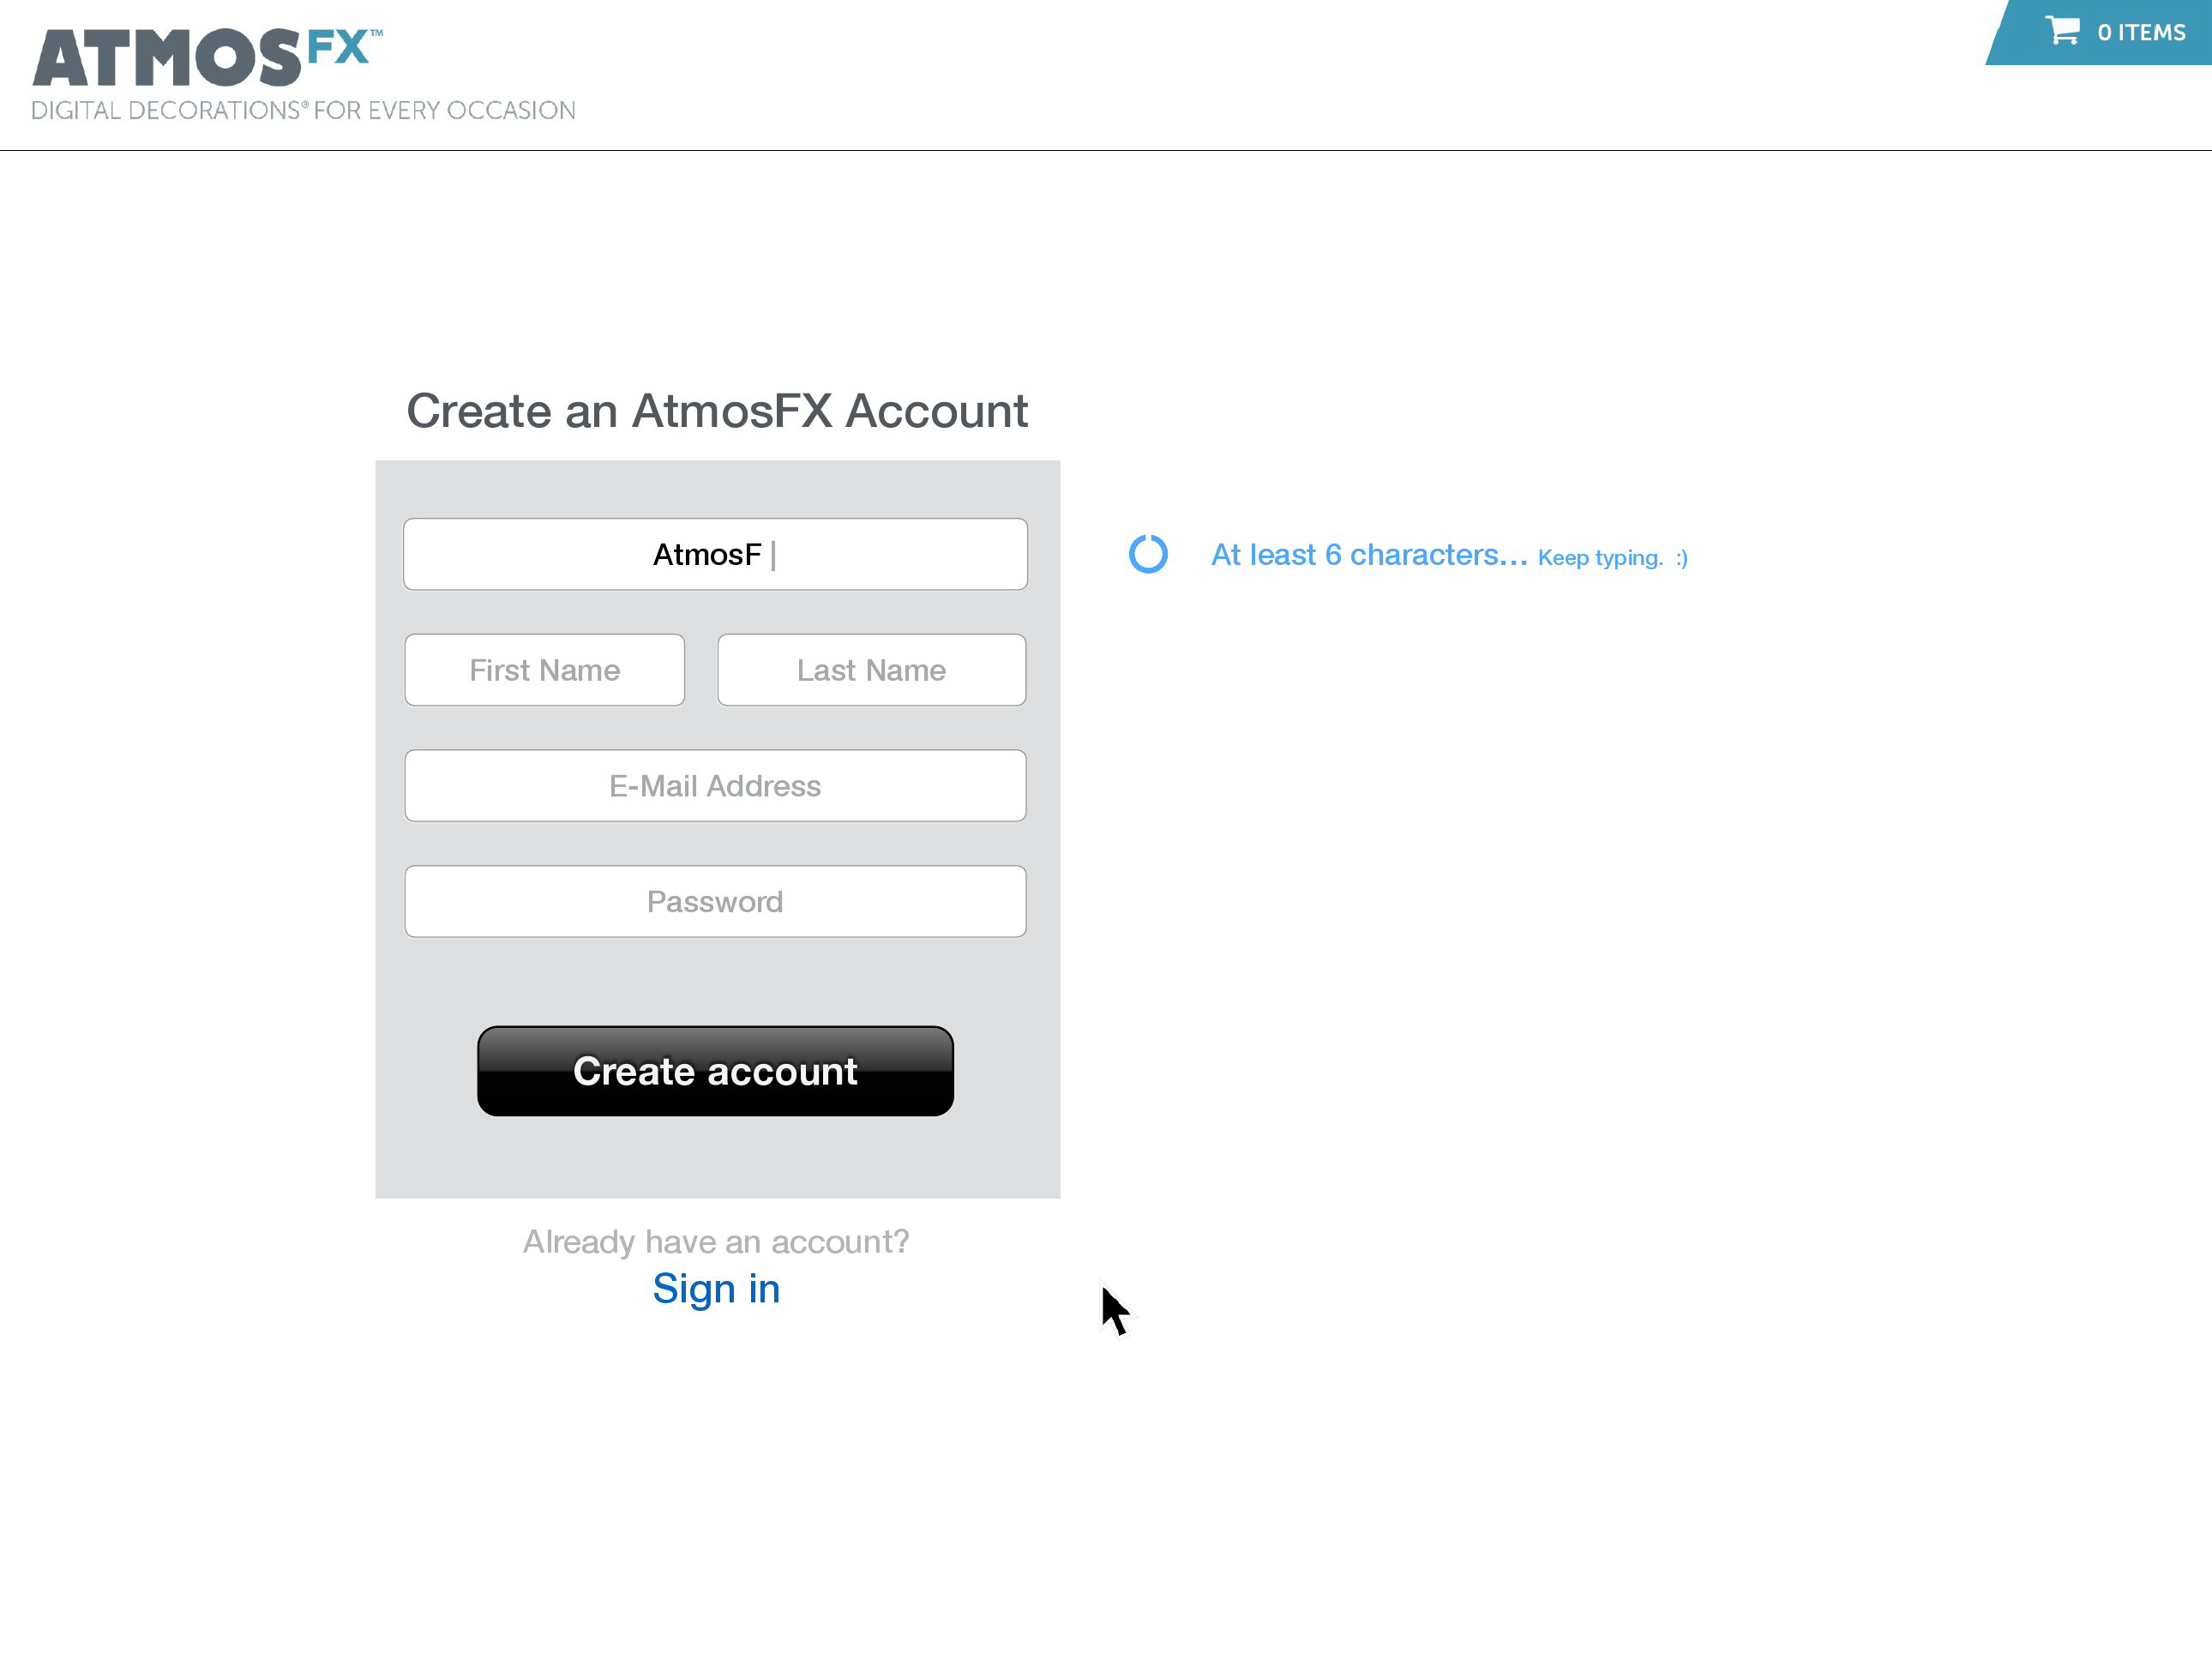 ATMOSFX™
DIGITAL DECORATIONS® FOR EVERY OCCASION
0 ITEMS
Create an AtmosFX Account
AtmosF
At least 6 characters... Keep typing. :)
First Name
Last Name
E-Mail Address
Password
Create account
Already have an account?
Sign in